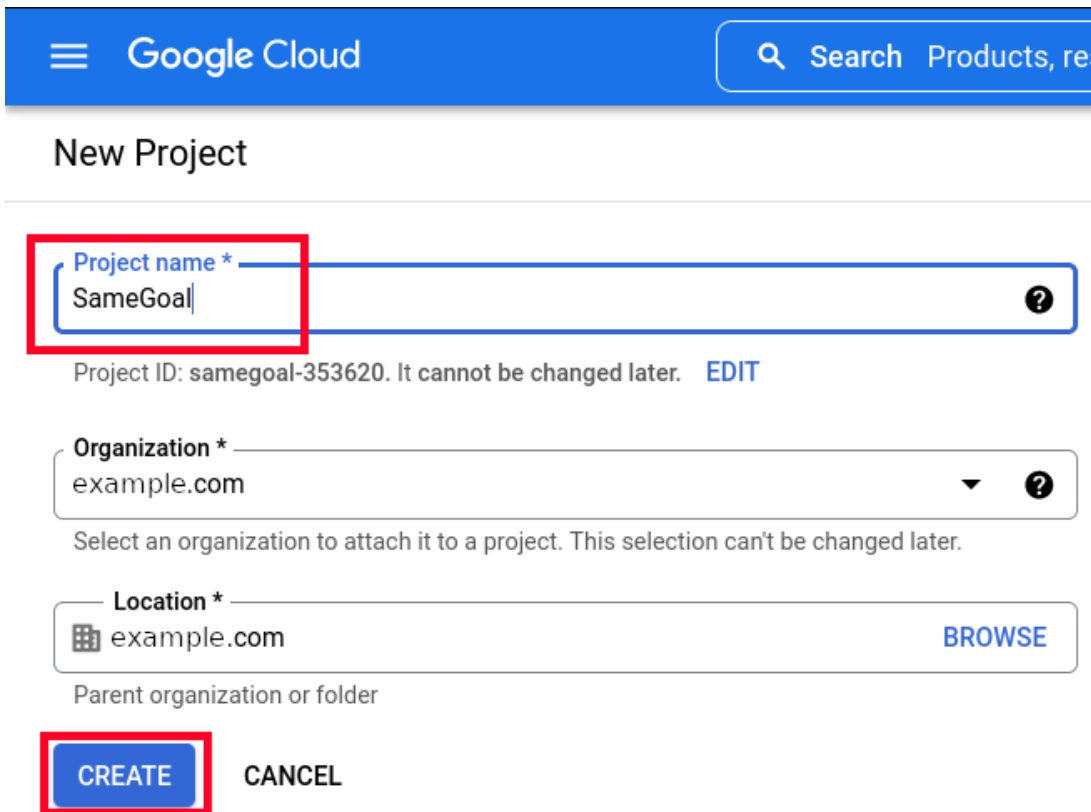 Google Cloud
Search Products, re
New Project
Project name *
SameGoal
Project ID: samegoal-353620. It cannot be changed later. EDIT
Organization *
example.com
Select an organization to attach it to a project. This selection can't be changed later.
Location *
example.com BROWSE
Parent organization or folder
CREATE CANCEL